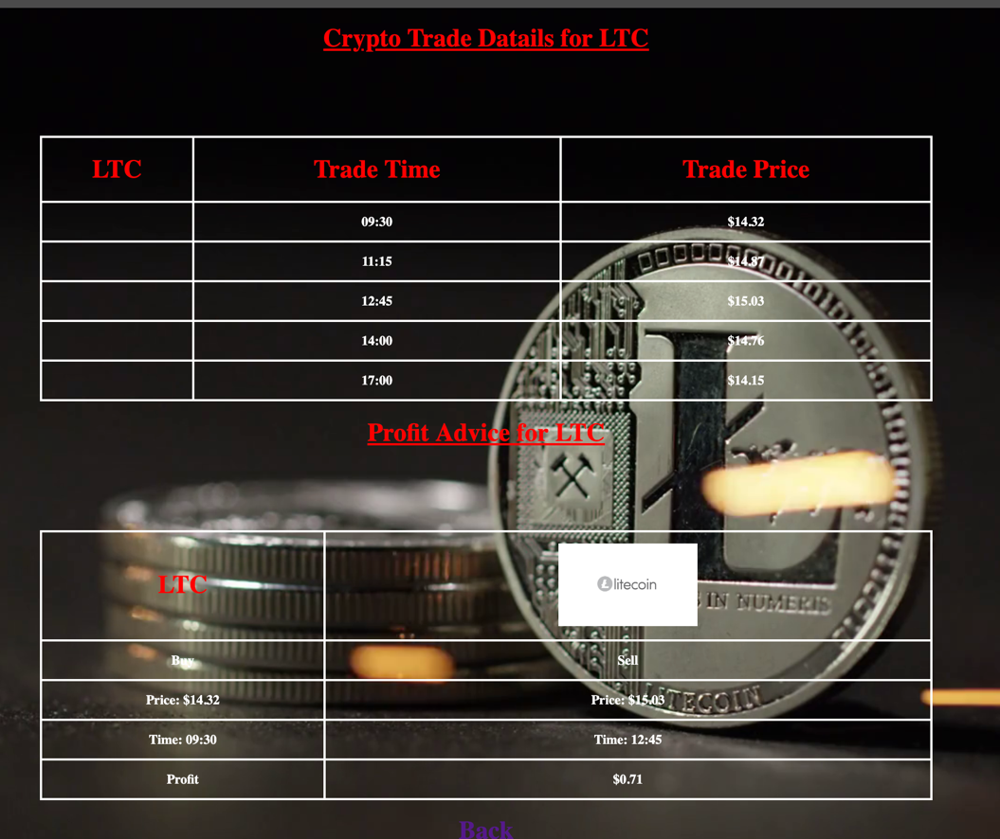 Crypto Trade Datails for LTC
LTC Trade Time Trade Price
09:30 $14.32
11:15 $14.87
12:45 $15.03
14:00 $14.76
17:00 $14.15
Profit Advice for LTC
LTC litecoin
IN NUMERIS
Buy Sell
Price: $14.32 Price: $15.03
LITECOIN
Time: 09:30 Time: 12:45
Profit $0.71
Back